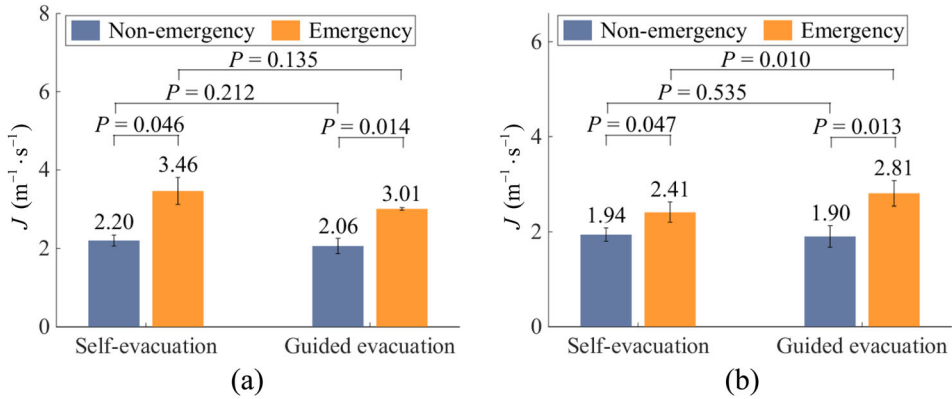 8
6
4
2
0
J (m⁻¹·s⁻¹)
Non-emergency Emergency
P = 0.135
P = 0.212
P = 0.046
P = 0.014
3.46
3.01
2.20
2.06
Self-evacuation Guided evacuation
(a)
6
4
2
0
J (m⁻¹·s⁻¹)
Non-emergency Emergency
P = 0.010
P = 0.535
P = 0.047
P = 0.013
2.81
2.41
1.94
1.90
Self-evacuation Guided evacuation
(b)